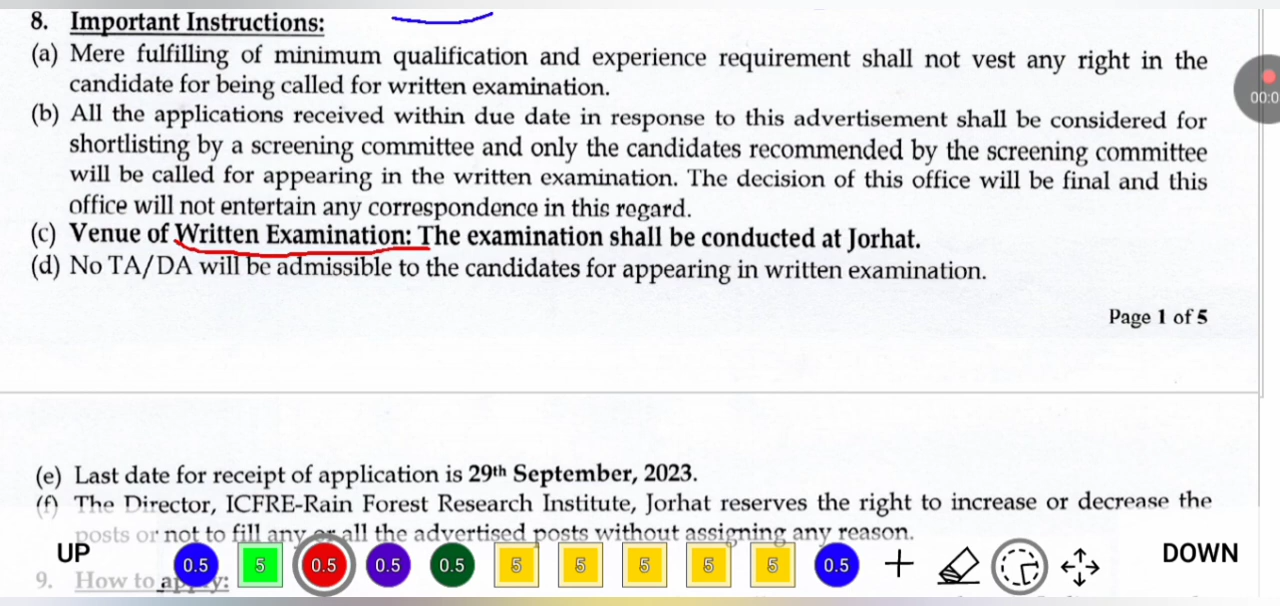 8. Important Instructions:
(a) Mere fulfilling of minimum qualification and experience requirement shall not vest any right in the
candidate for being called for written examination.
(b) All the applications received within due date in response to this advertisement shall be considered for
shortlisting by a screening committee and only the candidates recommended by the screening committee
will be called for appearing in the written examination. The decision of this office will be final and this
office will not entertain any correspondence in this regard.
(c) Venue of Written Examination: The examination shall be conducted at Jorhat.
(d) No TA/DA will be admissible to the candidates for appearing in written examination.
Page 1 of 5
(e) Last date for receipt of application is 29th September, 2023.
(f) The Director, ICFRE-Rain Forest Research Institute, Jorhat reserves the right to increase or decrease the
posts or not to fill any or all the advertised posts without assigning any reason.
9. How to apply:
UP 0.5 5 0.5 0.5 0.5 5 5 5 5 5 0.5 + DOWN
00:0